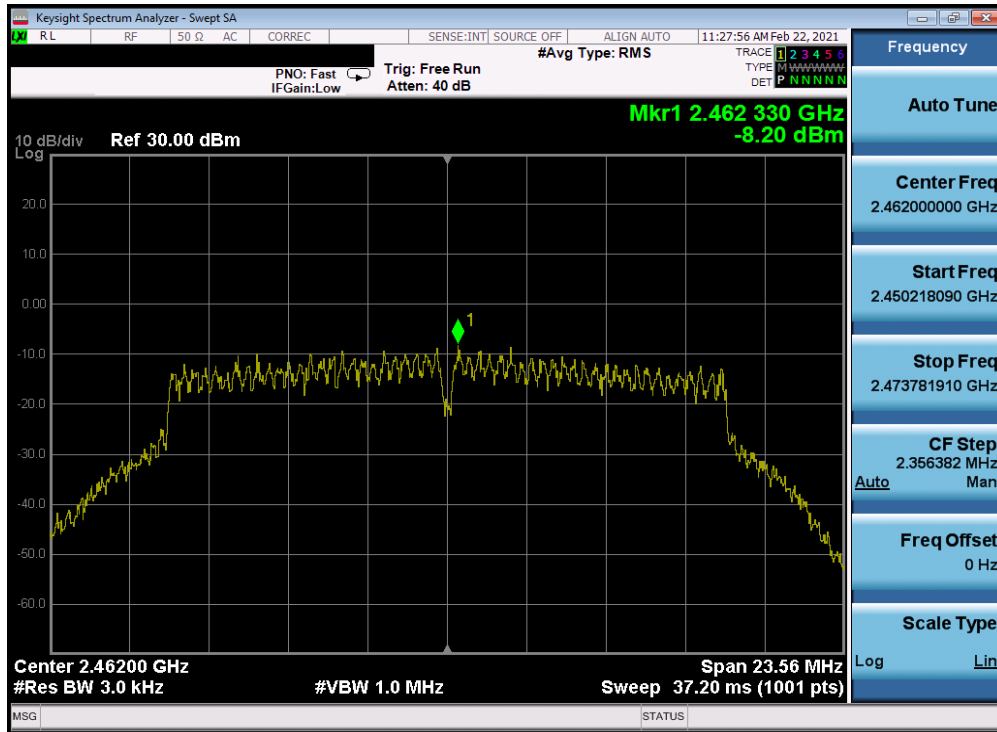 Keysight Spectrum Analyzer - Swept SA
LXI RL RF 50 Ω AC CORREC SENSE:INT SOURCE OFF ALIGN AUTO 11:27:56 AM Feb 22, 2021
#Avg Type: RMS TRACE 1 2 3 4 5 6
PNO: Fast Trig: Free Run TYPE M W W W W W
IFGain:Low Atten: 40 dB DET P N N N N N
Mkr1 2.462 330 GHz
-8.20 dBm
10 dB/div Ref 30.00 dBm
Log
20.0
10.0
0.00
1
-10.0
-20.0
-30.0
-40.0
-50.0
-60.0
Center 2.46200 GHz Span 23.56 MHz
#Res BW 3.0 kHz #VBW 1.0 MHz Sweep 37.20 ms (1001 pts)
MSG STATUS
Frequency
Auto Tune
Center Freq
2.462000000 GHz
Start Freq
2.450218090 GHz
Stop Freq
2.473781910 GHz
CF Step
2.356382 MHz
Auto Man
Freq Offset
0 Hz
Scale Type
Log Lin